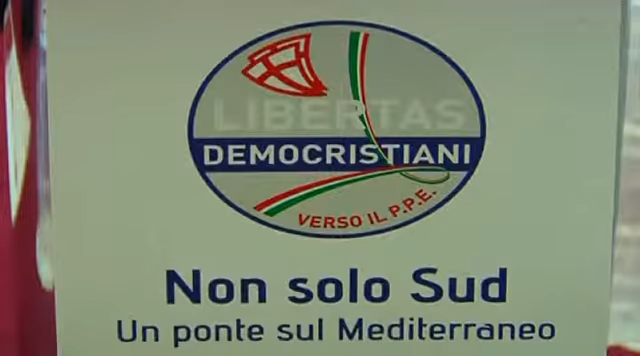 LIBERTAS
DEMOCRISTIANI
VERSO IL P.P.E.
Non solo Sud
Un ponte sul Mediterraneo